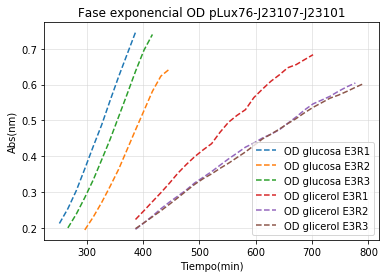 Fase exponencial OD pLux76-J23107-J23101
Abs(nm)
0.7
0.6
0.5
0.4
0.3
0.2
OD glucosa E3R1
OD glucosa E3R2
OD glucosa E3R3
OD glicerol E3R1
OD glicerol E3R2
OD glicerol E3R3
300 400 500 600 700 800
Tiempo(min)